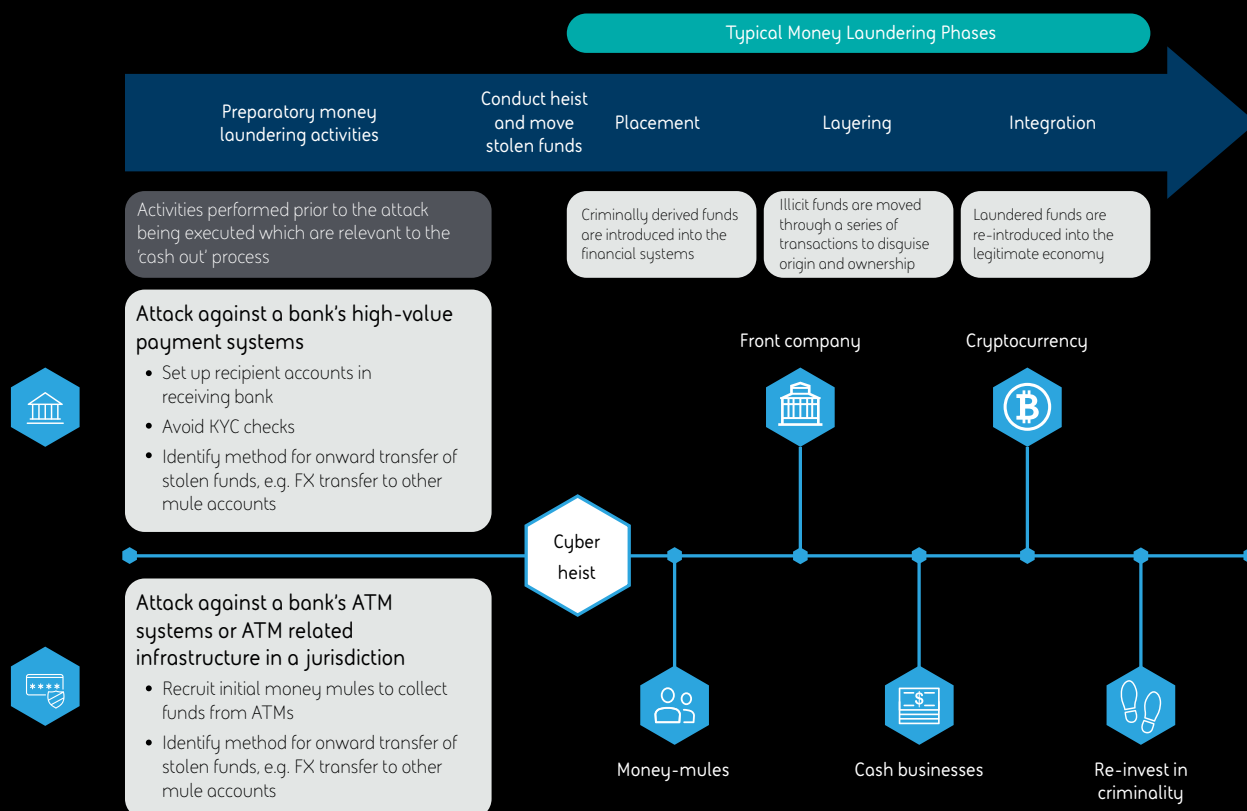 Typical Money Laundering Phases
Preparatory money
laundering activities
Conduct heist
and move
stolen funds
Placement
Layering
Integration
Activities performed prior to the attack
being executed which are relevant to the
‘cash out’ process
Criminally derived funds
are introduced into the
financial systems
Illicit funds are moved
through a series of
transactions to disguise
origin and ownership
Laundered funds are
re-introduced into the
legitimate economy
Attack against a bank’s high-value
payment systems
• Set up recipient accounts in
receiving bank
• Avoid KYC checks
• Identify method for onward transfer of
stolen funds, e.g. FX transfer to other
mule accounts
Front company
Cryptocurrency
Cyber
heist
Attack against a bank’s ATM
systems or ATM related
infrastructure in a jurisdiction
• Recruit initial money mules to collect
funds from ATMs
• Identify method for onward transfer of
stolen funds, e.g. FX transfer to other
mule accounts
****
$
Money-mules
Cash businesses
Re-invest in
criminality